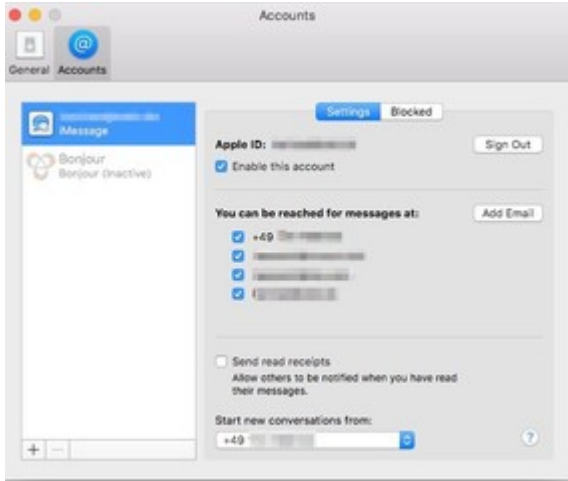 Accounts
General Accounts
iMessage
Bonjour
Bonjour (Inactive)
Settings Blocked
Apple ID:
Sign Out
Enable this account
You can be reached for messages at:
Add Email
+49
Send read receipts
Allow others to be notified when you have read
their messages.
Start new conversations from:
+49
?